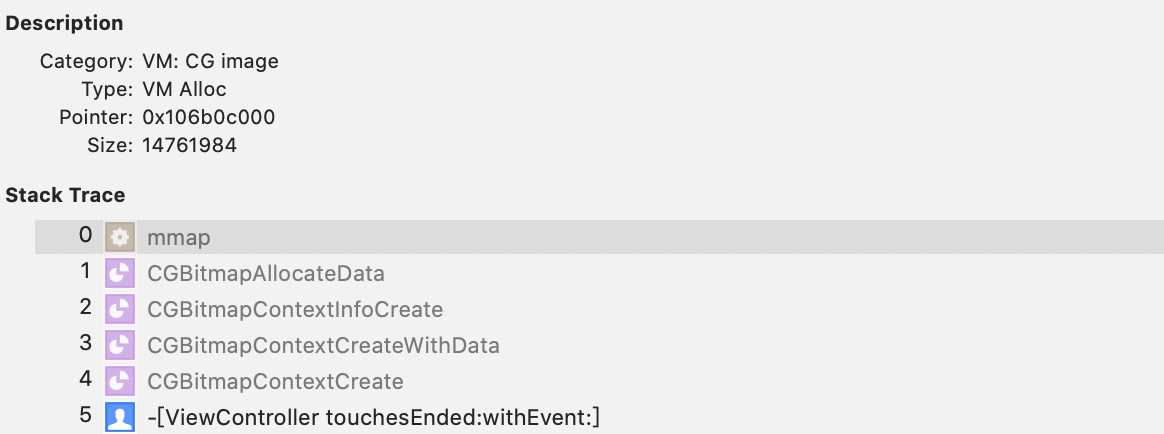 Description
Category: VM: CG image
Type: VM Alloc
Pointer: 0x106b0c000
Size: 14761984
Stack Trace
0 mmap
1 CGBitmapAllocateData
2 CGBitmapContextInfoCreate
3 CGBitmapContextCreateWithData
4 CGBitmapContextCreate
5 -[ViewController touchesEnded:withEvent:]